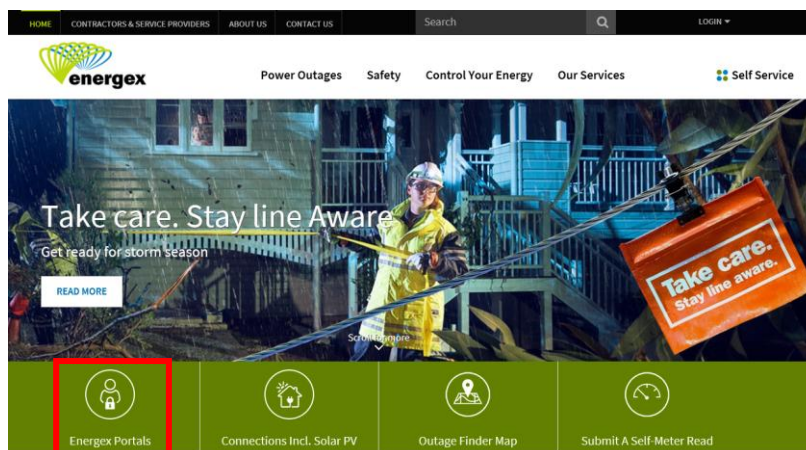 HOME CONTRACTORS & SERVICE PROVIDERS ABOUT US CONTACT US Search LOGIN
energex Power Outages Safety Control Your Energy Our Services Self Service
Take care. Stay line Aware
Get ready for storm season
READ MORE
Take care.
Stay line aware.
Scroll for more
Energex Portals Connections Incl. Solar PV Outage Finder Map Submit A Self-Meter Read